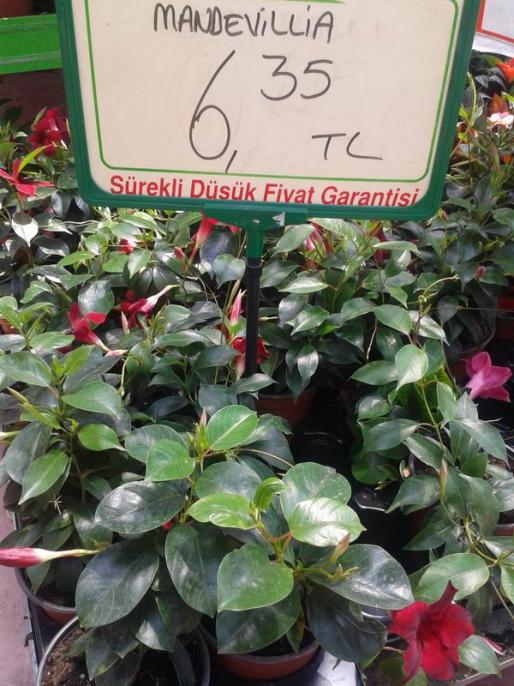 MANDEVILLIA
6,35 TL
Sürekli Düşük Fiyat Garantisi